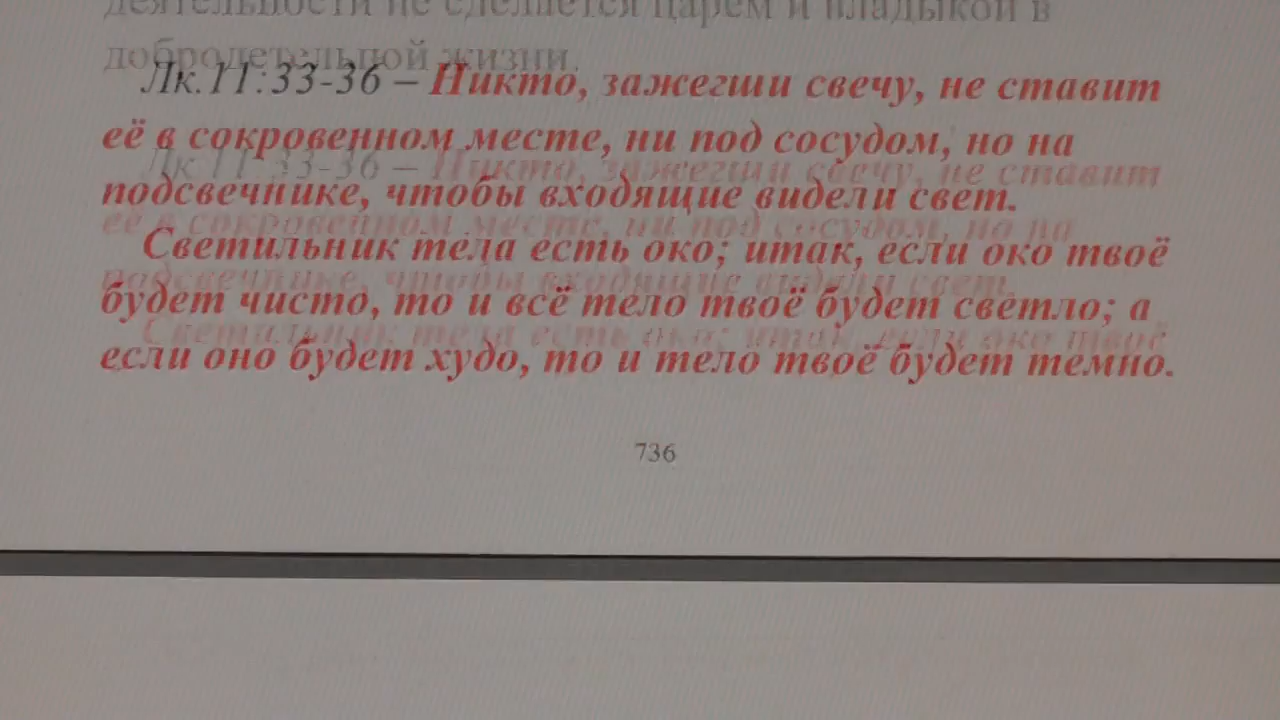 деятельности не сделается царём и владыкой в
добродетельной жизни.
Лк.11:33-36 – Никто, зажегши свечу, не ставит
её в сокровенном месте, ни под сосудом, но на
подсвечнике, чтобы входящие видели свет.
Светильник тела есть око; итак, если око твоё
будет чисто, то и всё тело твоё будет светло; а
если оно будет худо, то и тело твоё будет темно.
736